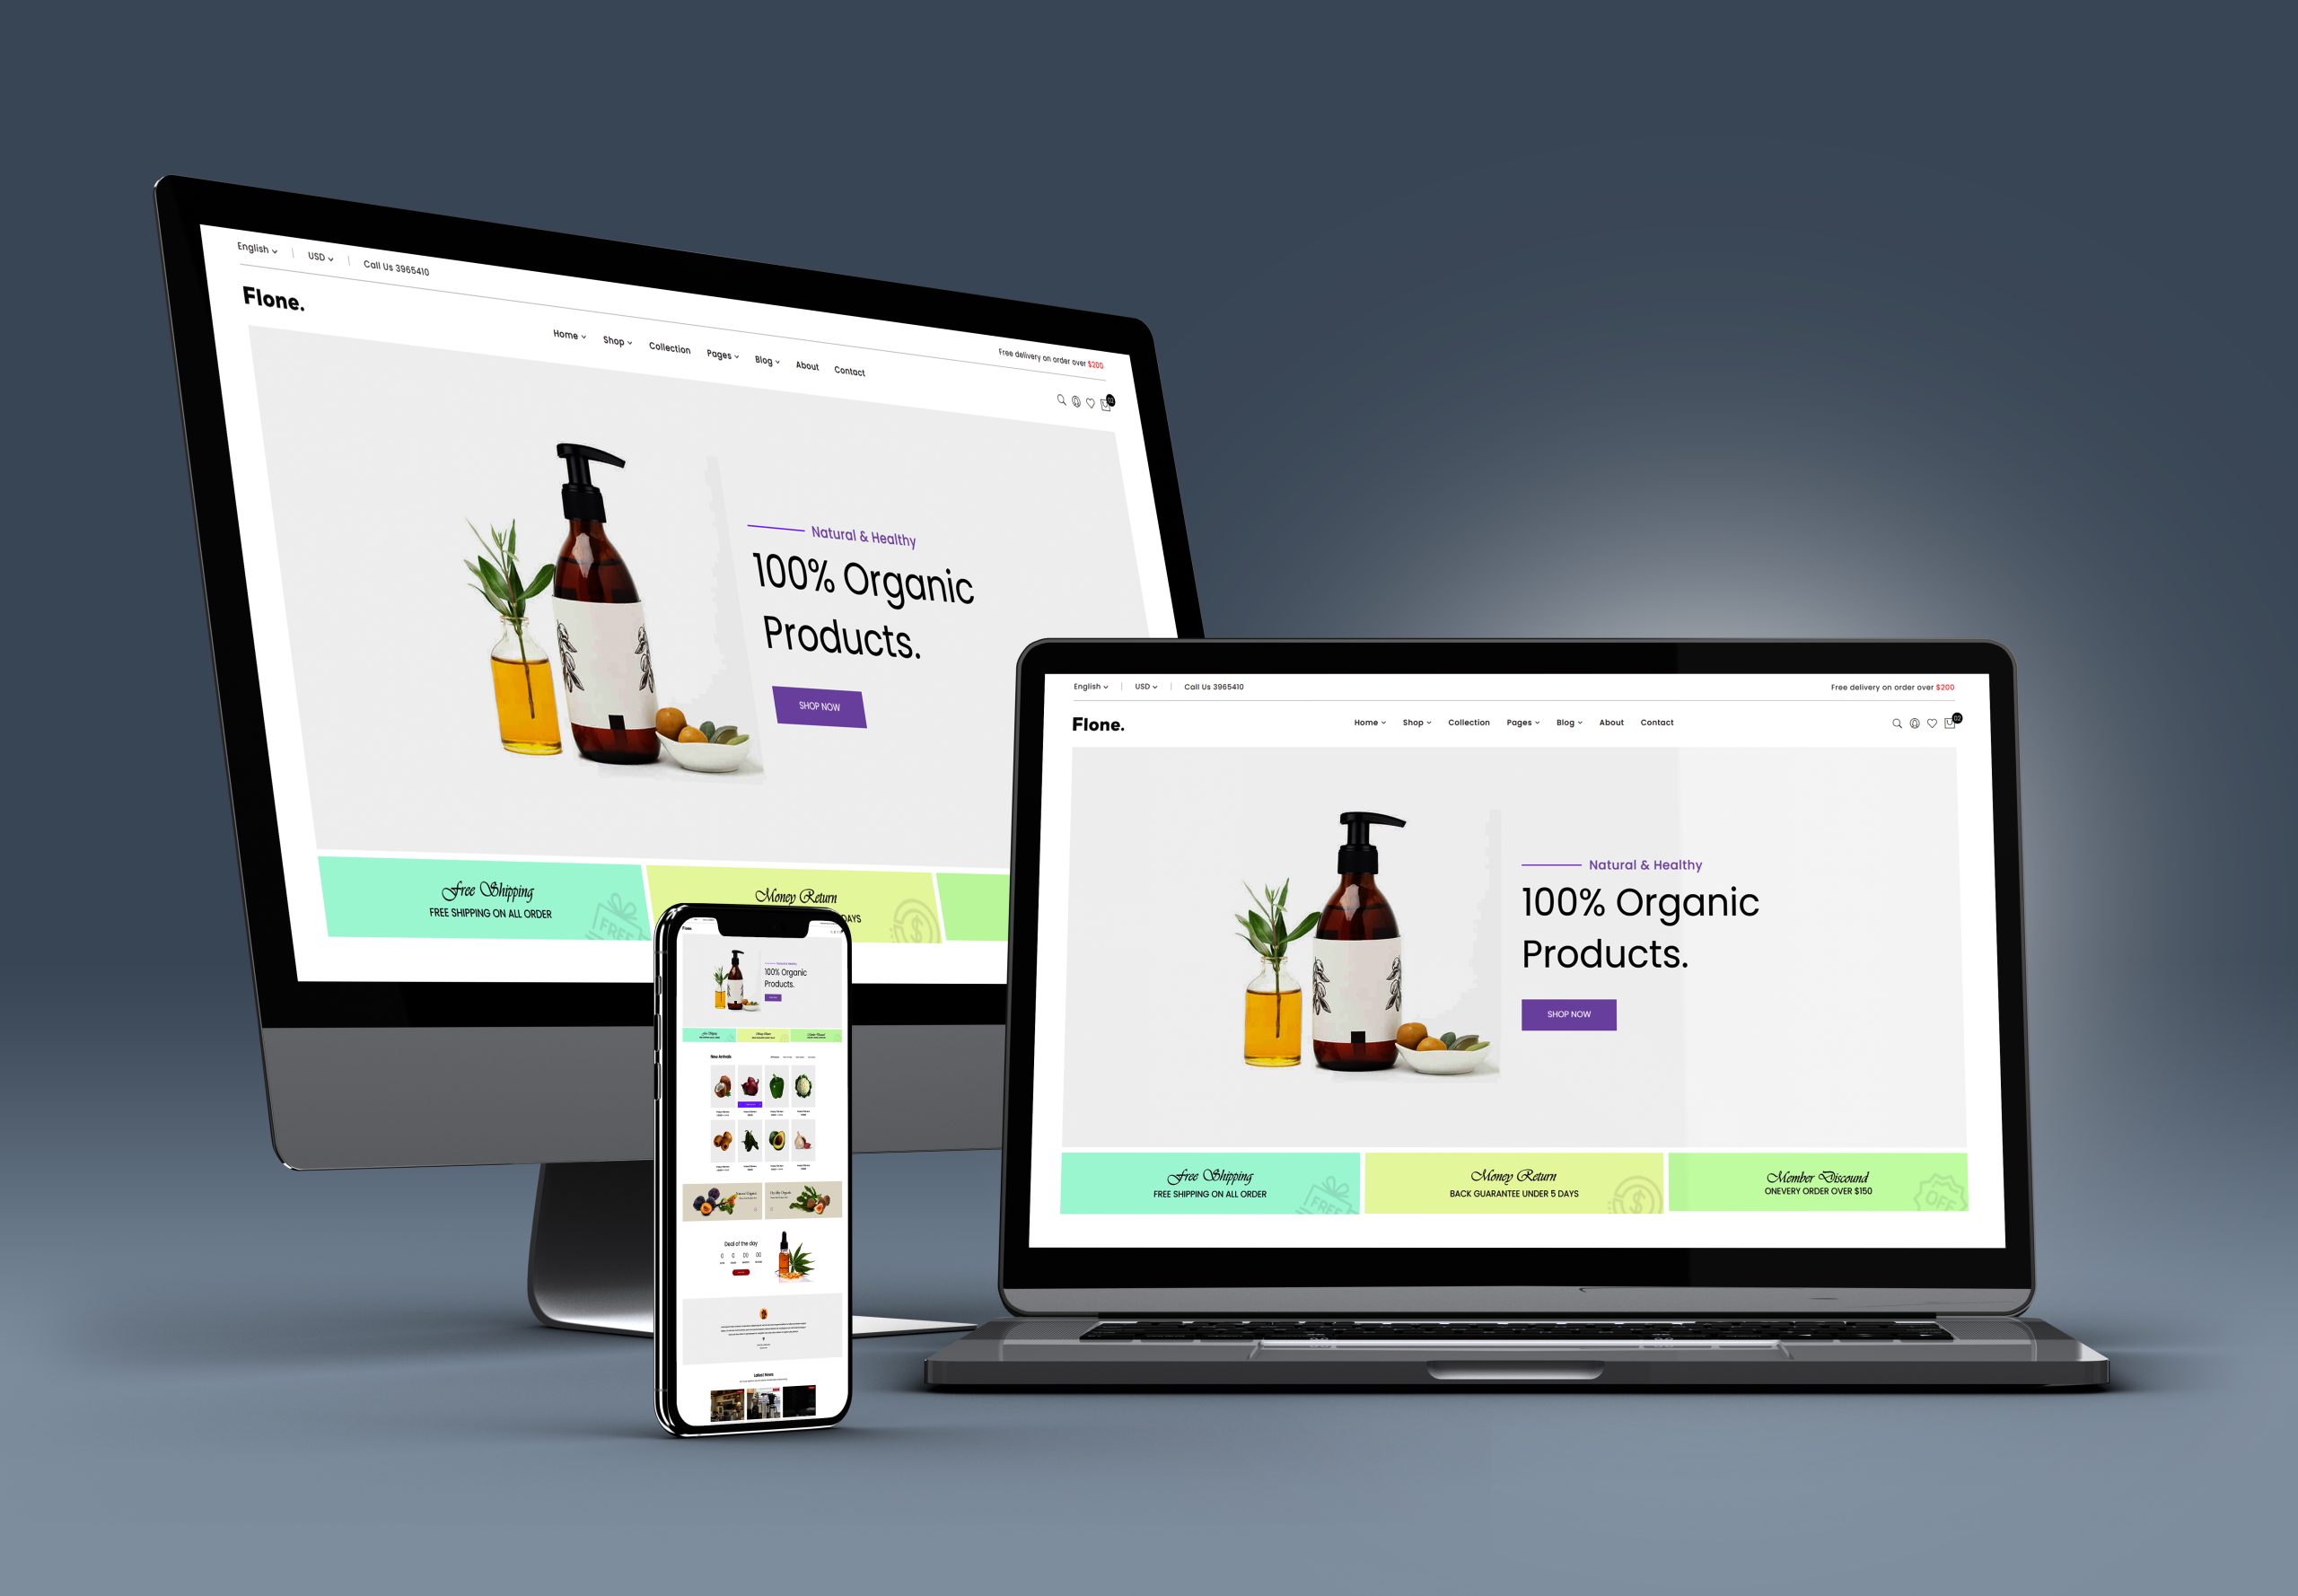 English
USD
Call Us 3965410
Free delivery on order over $200
Flone.
Home
Shop
Collection
Pages
Blog
About
Contact
Natural & Healthy
100% Organic
Products.
SHOP NOW
Free Shipping
FREE SHIPPING ON ALL ORDER
FREE
Money Return
DAYS
Flone
Natural & Healthy
100% Organic
Products.
New Arrivals
Deal of the day
Latest News
English
USD
Call Us 3965410
Free delivery on order over $200
Flone.
Home
Shop
Collection
Pages
Blog
About
Contact
02
Natural & Healthy
100% Organic
Products.
SHOP NOW
Free Shipping
FREE SHIPPING ON ALL ORDER
FREE
Money Return
BACK GUARANTEE UNDER 5 DAYS
Member Discound
ONEVERY ORDER OVER $150
OFF